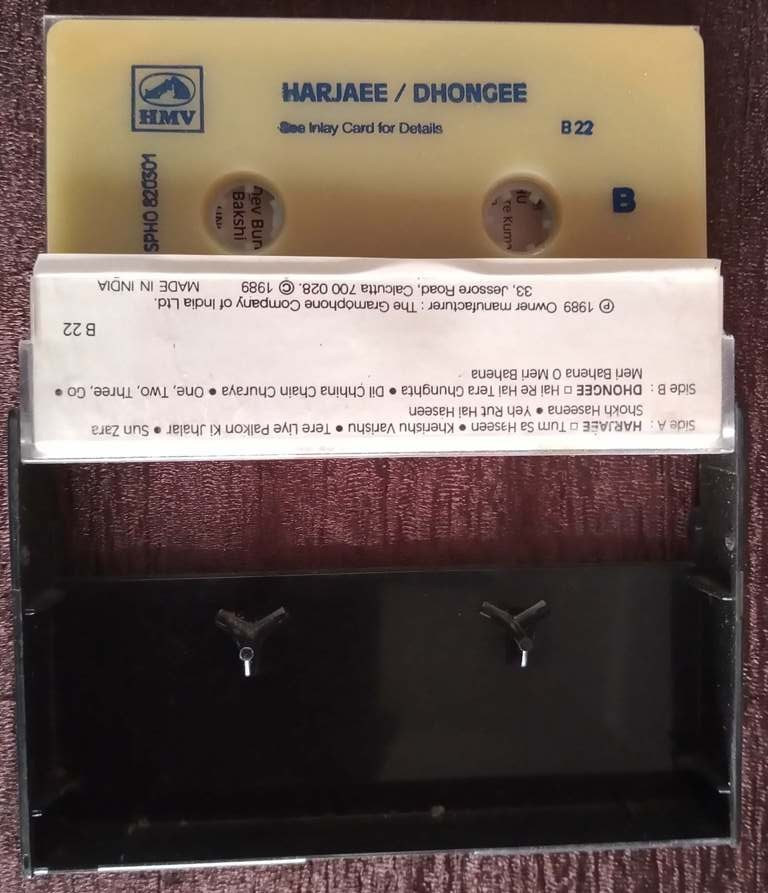 HMV
HARJAEE / DHONGEE
See Inlay Card for Details
B 22
SPHO 820301
B
Bakshi
Side A : HARJAEE □ Tum Sa Haseen • Kherishu Varishu • Tere Liye Palkon Ki Jhalar • Sun Zara
Shokh Haseena • Yeh Rut Hai Haseen
Side B : DHONGEE □ Hai Re Hai Tera Ghunghta • Dil Chhina Chain Churaya • One, Two, Three, Go •
Meri Bahena O Meri Bahena
B 22
℗ 1989 Owner manufacturer : The Gramophone Company of India Ltd.
33, Jessore Road, Calcutta 700 028. © 1989 MADE IN INDIA